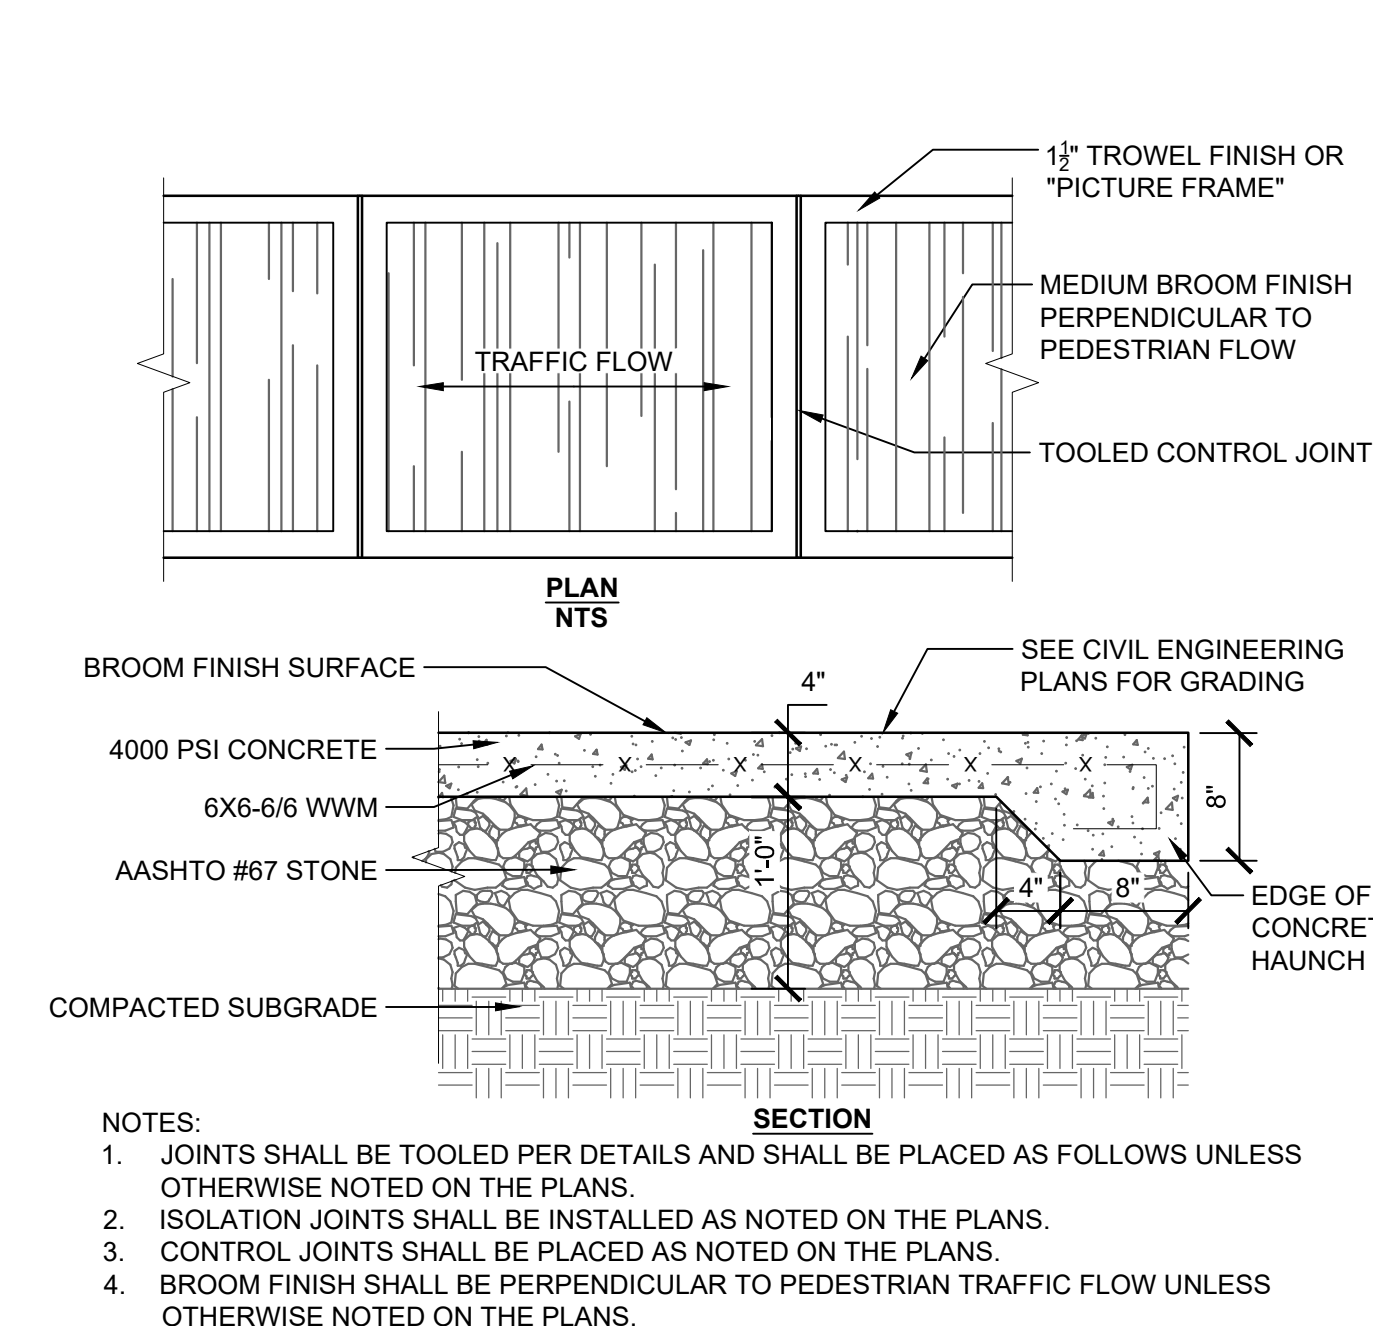 1½" TROWEL FINISH OR
"PICTURE FRAME"
MEDIUM BROOM FINISH
PERPENDICULAR TO
PEDESTRIAN FLOW
TRAFFIC FLOW
TOOLED CONTROL JOINT
PLAN
NTS
BROOM FINISH SURFACE
SEE CIVIL ENGINEERING
PLANS FOR GRADING
4"
4000 PSI CONCRETE
X X X X X X
6X6-6/6 WWM
8"
AASHTO #67 STONE
1'-0"
4" 8"
EDGE OF
CONCRET
HAUNCH
COMPACTED SUBGRADE
SECTION
NOTES:
1. JOINTS SHALL BE TOOLED PER DETAILS AND SHALL BE PLACED AS FOLLOWS UNLESS
OTHERWISE NOTED ON THE PLANS.
2. ISOLATION JOINTS SHALL BE INSTALLED AS NOTED ON THE PLANS.
3. CONTROL JOINTS SHALL BE PLACED AS NOTED ON THE PLANS.
4. BROOM FINISH SHALL BE PERPENDICULAR TO PEDESTRIAN TRAFFIC FLOW UNLESS
OTHERWISE NOTED ON THE PLANS.